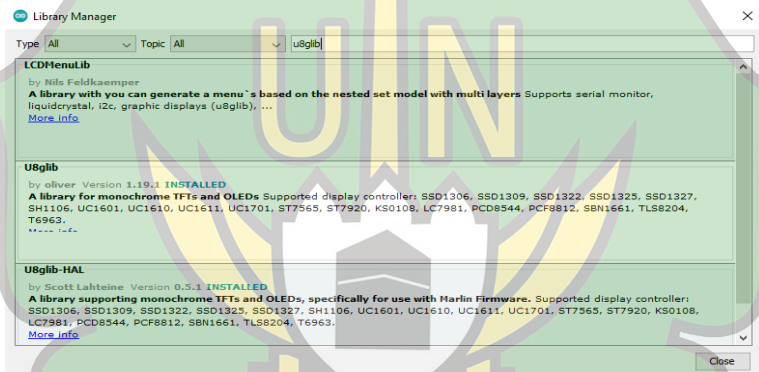 Library Manager
Type All Topic All u8glib
LCDMenuLib
by Nils Feldkaemper
A library with you can generate a menu`s based on the nested set model with multi layers Supports serial monitor,
liquidcrystal, i2c, graphic displays (u8glib), ...
More info
U8glib
by oliver Version 1.19.1 INSTALLED
A library for monochrome TFTs and OLEDs Supported display controller: SSD1306, SSD1309, SSD1322, SSD1325, SSD1327,
SH1106, UC1601, UC1610, UC1611, UC1701, ST7565, ST7920, KS0108, LC7981, PCD8544, PCF8812, SBN1661, TLS8204,
T6963.
More info
U8glib-HAL
by Scott Lahteine Version 0.5.1 INSTALLED
A library supporting monochrome TFTs and OLEDs, specifically for use with Marlin Firmware. Supported display controller:
SSD1306, SSD1309, SSD1322, SSD1325, SSD1327, SH1106, UC1601, UC1610, UC1611, UC1701, ST7565, ST7920, KS0108,
LC7981, PCD8544, PCF8812, SBN1661, TLS8204, T6963.
More info
Close
UIN